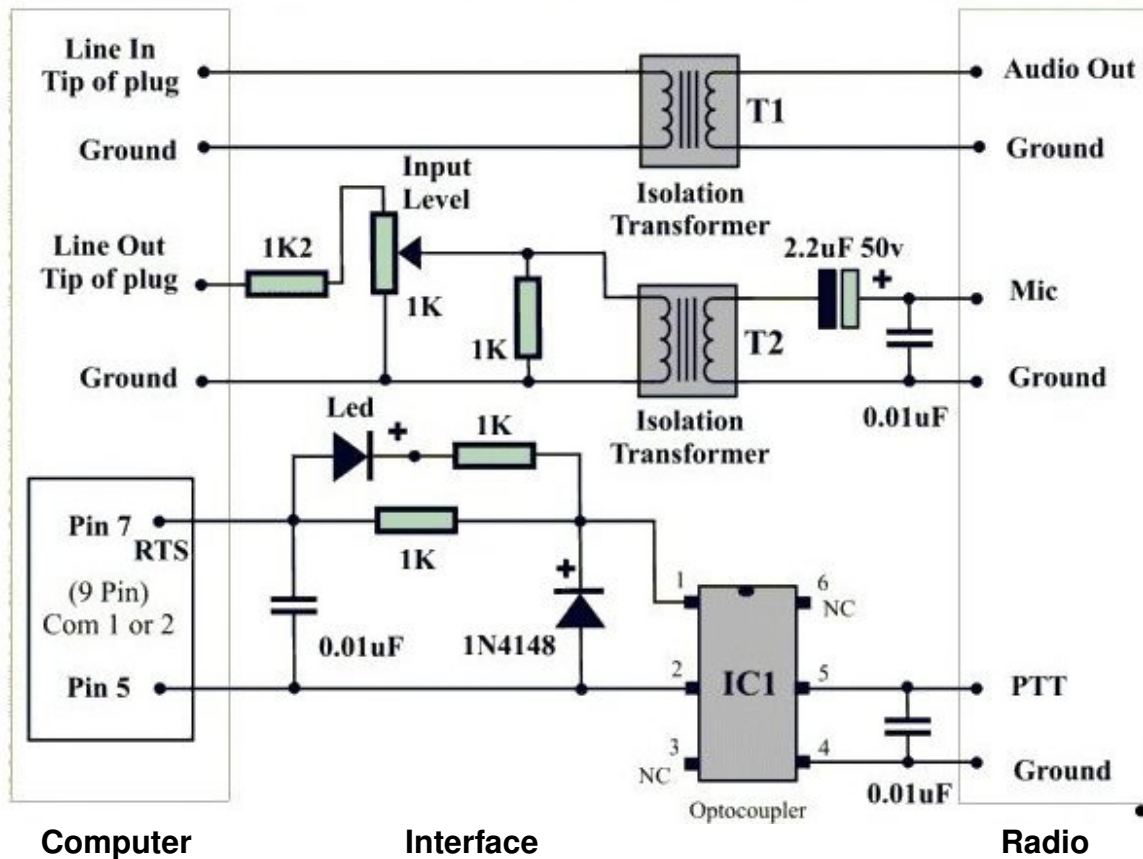 Line In
Tip of plug
Ground
Audio Out
Ground
T1
Isolation
Transformer
Input
Level
Line Out
Tip of plug
1K2
1K
1K
2.2uF 50v
+
Mic
T2
Ground
Ground
0.01uF
Isolation
Transformer
Led
+
1K
Pin 7
RTS
1K
(9 Pin)
Com 1 or 2
0.01uF
+
1N4148
Pin 5
1
6
NC
2
IC1
5
PTT
3
NC
4
0.01uF
Ground
Optocoupler
Computer
Interface
Radio